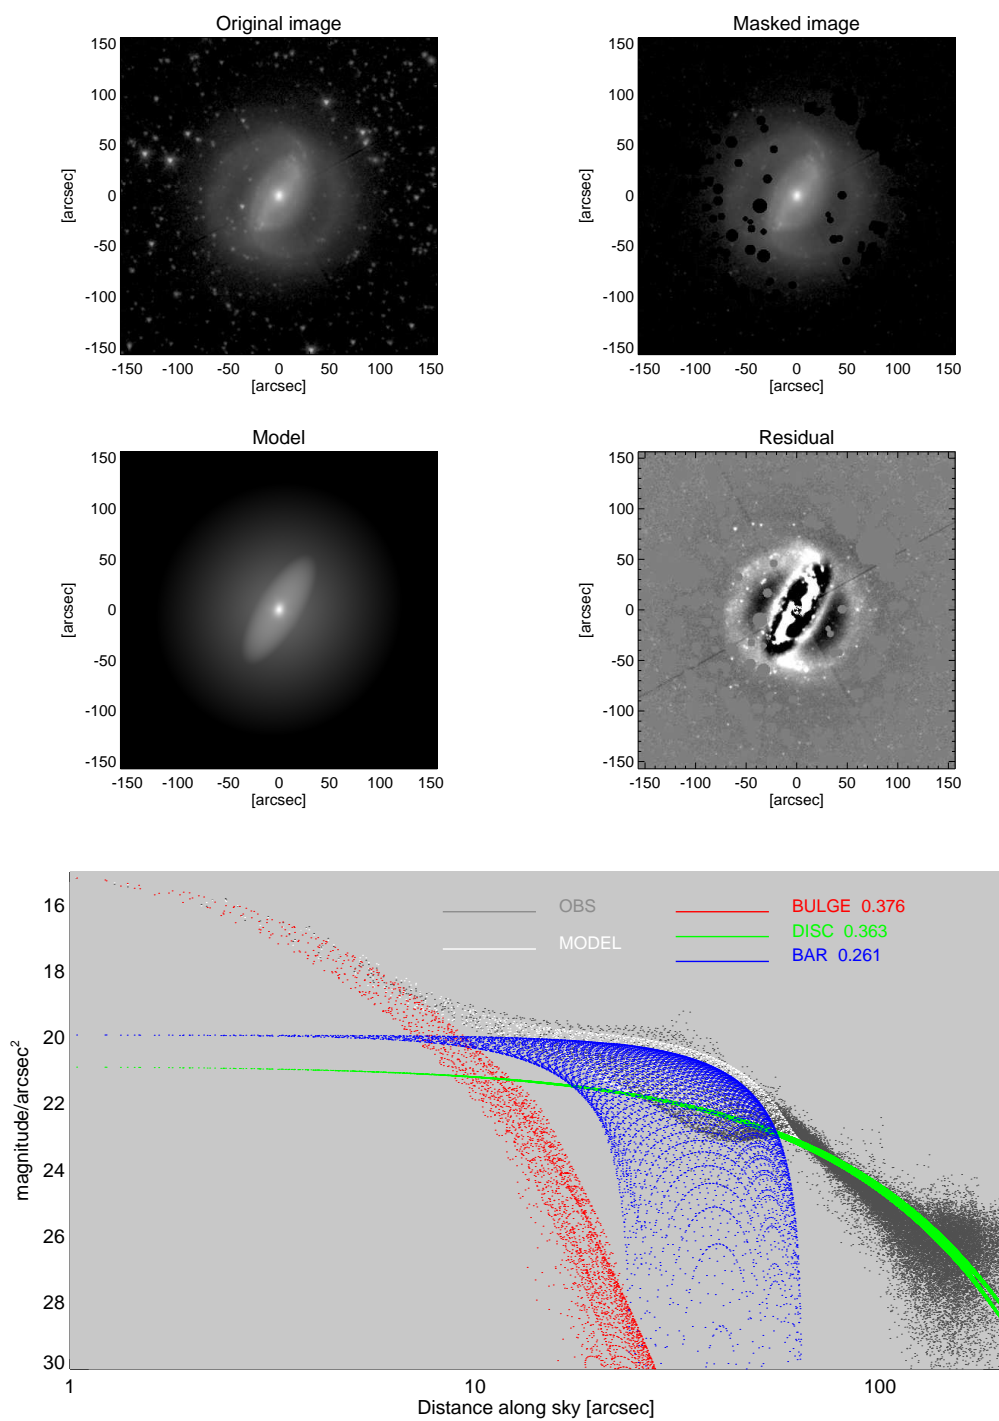 Original image
Masked image
150
100
50
0
-50
-100
-150
[arcsec]
-150 -100 -50 0 50 100 150
[arcsec]
150
100
50
0
-50
-100
-150
[arcsec]
-150 -100 -50 0 50 100 150
[arcsec]
Model
Residual
150
100
50
0
-50
-100
-150
[arcsec]
-150 -100 -50 0 50 100 150
[arcsec]
150
100
50
0
-50
-100
-150
[arcsec]
-150 -100 -50 0 50 100 150
[arcsec]
OBS
MODEL
BULGE 0.376
DISC 0.363
BAR 0.261
16
18
20
22
24
26
28
30
magnitude/arcsec²
1 10 100
Distance along sky [arcsec]